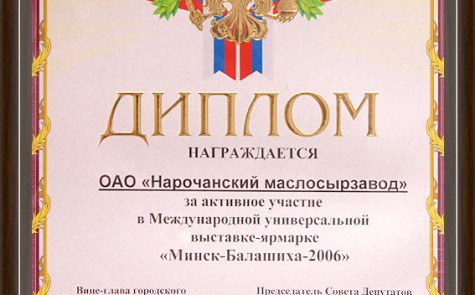 ДИПЛОМ
НАГРАЖДАЕТСЯ
ОАО «Нарочанский маслосырзавод»
за активное участие
в Международной универсальной
выставке-ярмарке
«Минск-Балашиха-2006»
Вице-глава городского Председатель Совета Депутатов